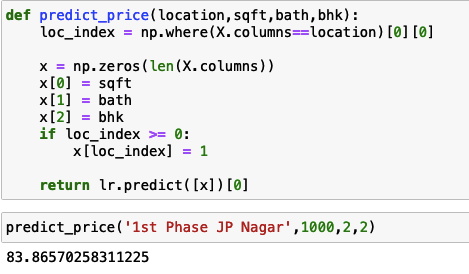 def predict_price(location,sqft,bath,bhk):
    loc_index = np.where(X.columns==location)[0][0]

    x = np.zeros(len(X.columns))
    x[0] = sqft
    x[1] = bath
    x[2] = bhk
    if loc_index >= 0:
        x[loc_index] = 1

    return lr.predict([x])[0]

predict_price('1st Phase JP Nagar',1000,2,2)
83.86570258311225